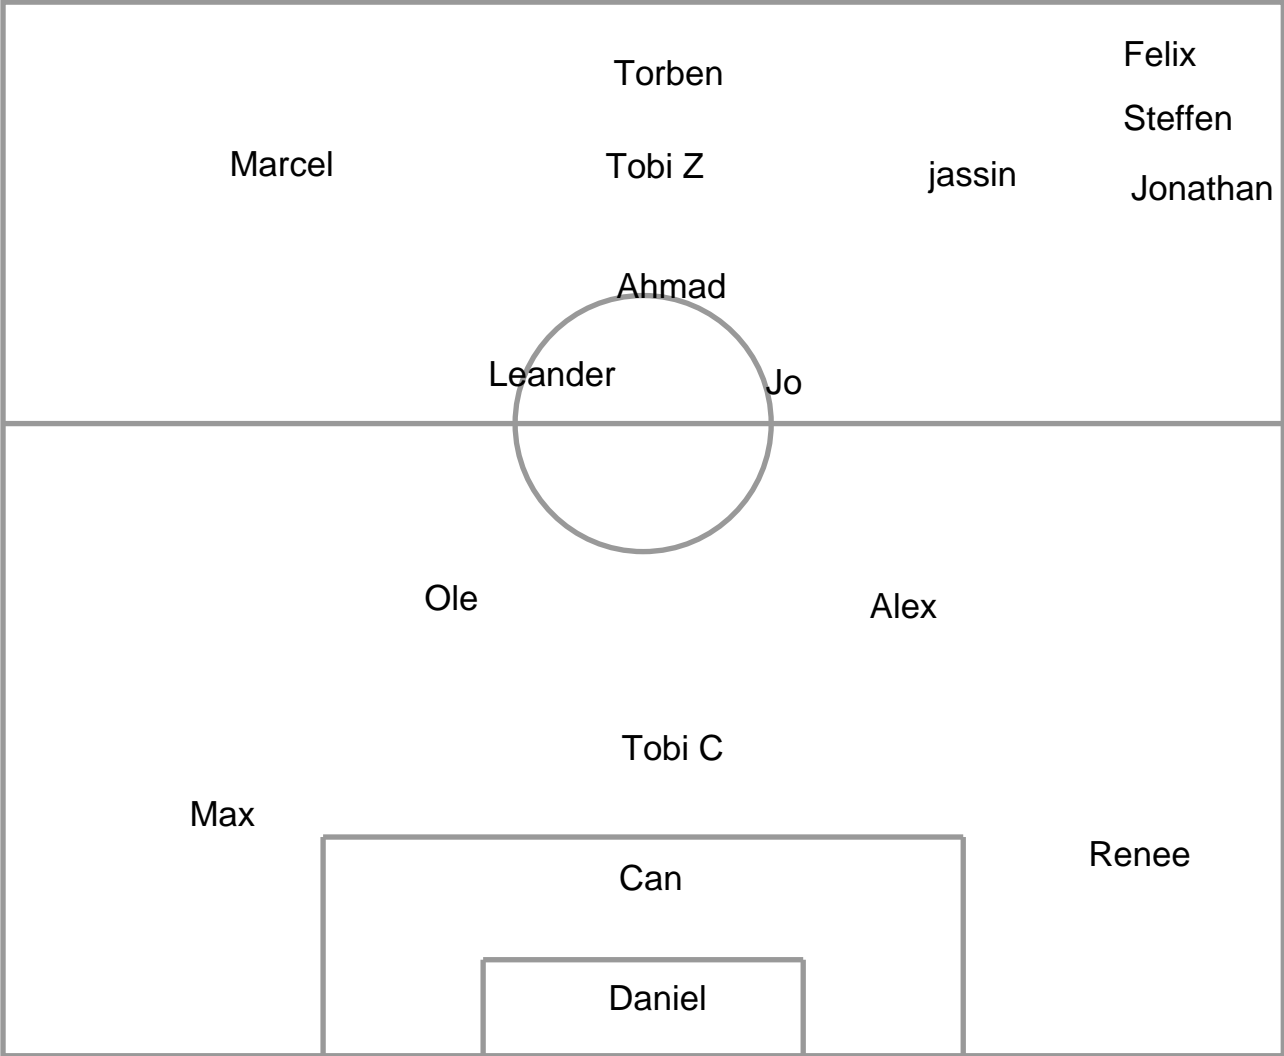 Felix
Torben
Steffen
Marcel
Tobi Z
jassin
Jonathan
Ahmad
Leander
Jo
Ole
Alex
Tobi C
Max
Renee
Can
Daniel